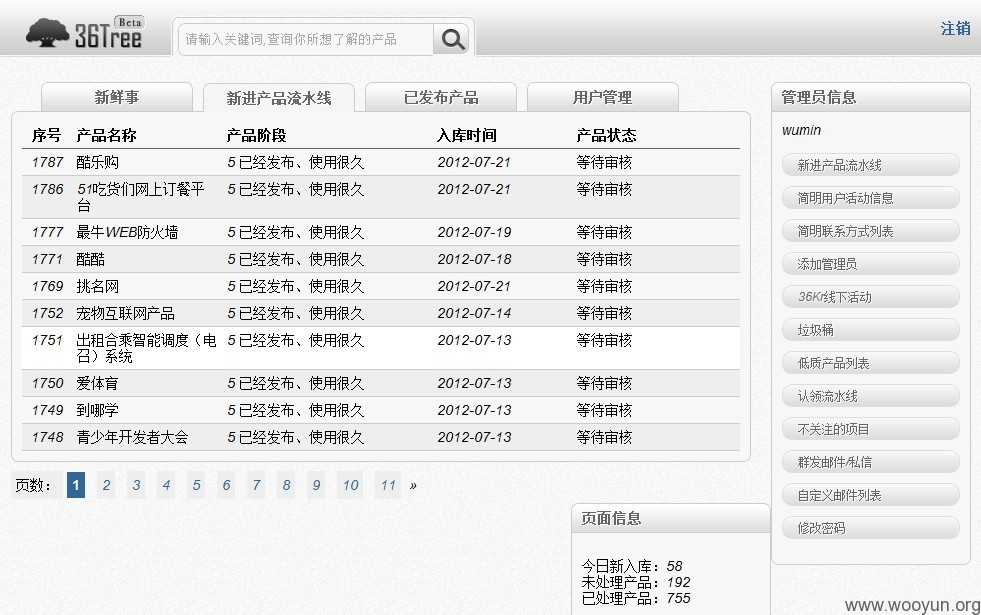 36Tree Beta
请输入关键词,查询你所想了解的产品
注销
新鲜事 新进产品流水线 已发布产品 用户管理
序号 产品名称 产品阶段 入库时间 产品状态
1787 酷乐购 5 已经发布、使用很久 2012-07-21 等待审核
1786 51吃货们网上订餐平 5 已经发布、使用很久 2012-07-21 等待审核
台
1777 最牛WEB防火墙 5 已经发布、使用很久 2012-07-19 等待审核
1771 酷酷 5 已经发布、使用很久 2012-07-18 等待审核
1769 挑名网 5 已经发布、使用很久 2012-07-21 等待审核
1752 宠物互联网产品 5 已经发布、使用很久 2012-07-14 等待审核
1751 出租合乘智能调度（电 5 已经发布、使用很久 2012-07-13 等待审核
召）系统
1750 爱体育 5 已经发布、使用很久 2012-07-13 等待审核
1749 到哪学 5 已经发布、使用很久 2012-07-13 等待审核
1748 青少年开发者大会 5 已经发布、使用很久 2012-07-13 等待审核
页数： 1 2 3 4 5 6 7 8 9 10 11 »
管理员信息
wumin
新进产品流水线
简明用户活动信息
简明联系方式列表
添加管理员
36Kr线下活动
垃圾桶
低质产品列表
认领流水线
不关注的项目
群发邮件/私信
自定义邮件列表
修改密码
页面信息
今日新入库：58
未处理产品：192
已处理产品：755
www.wooyun.org